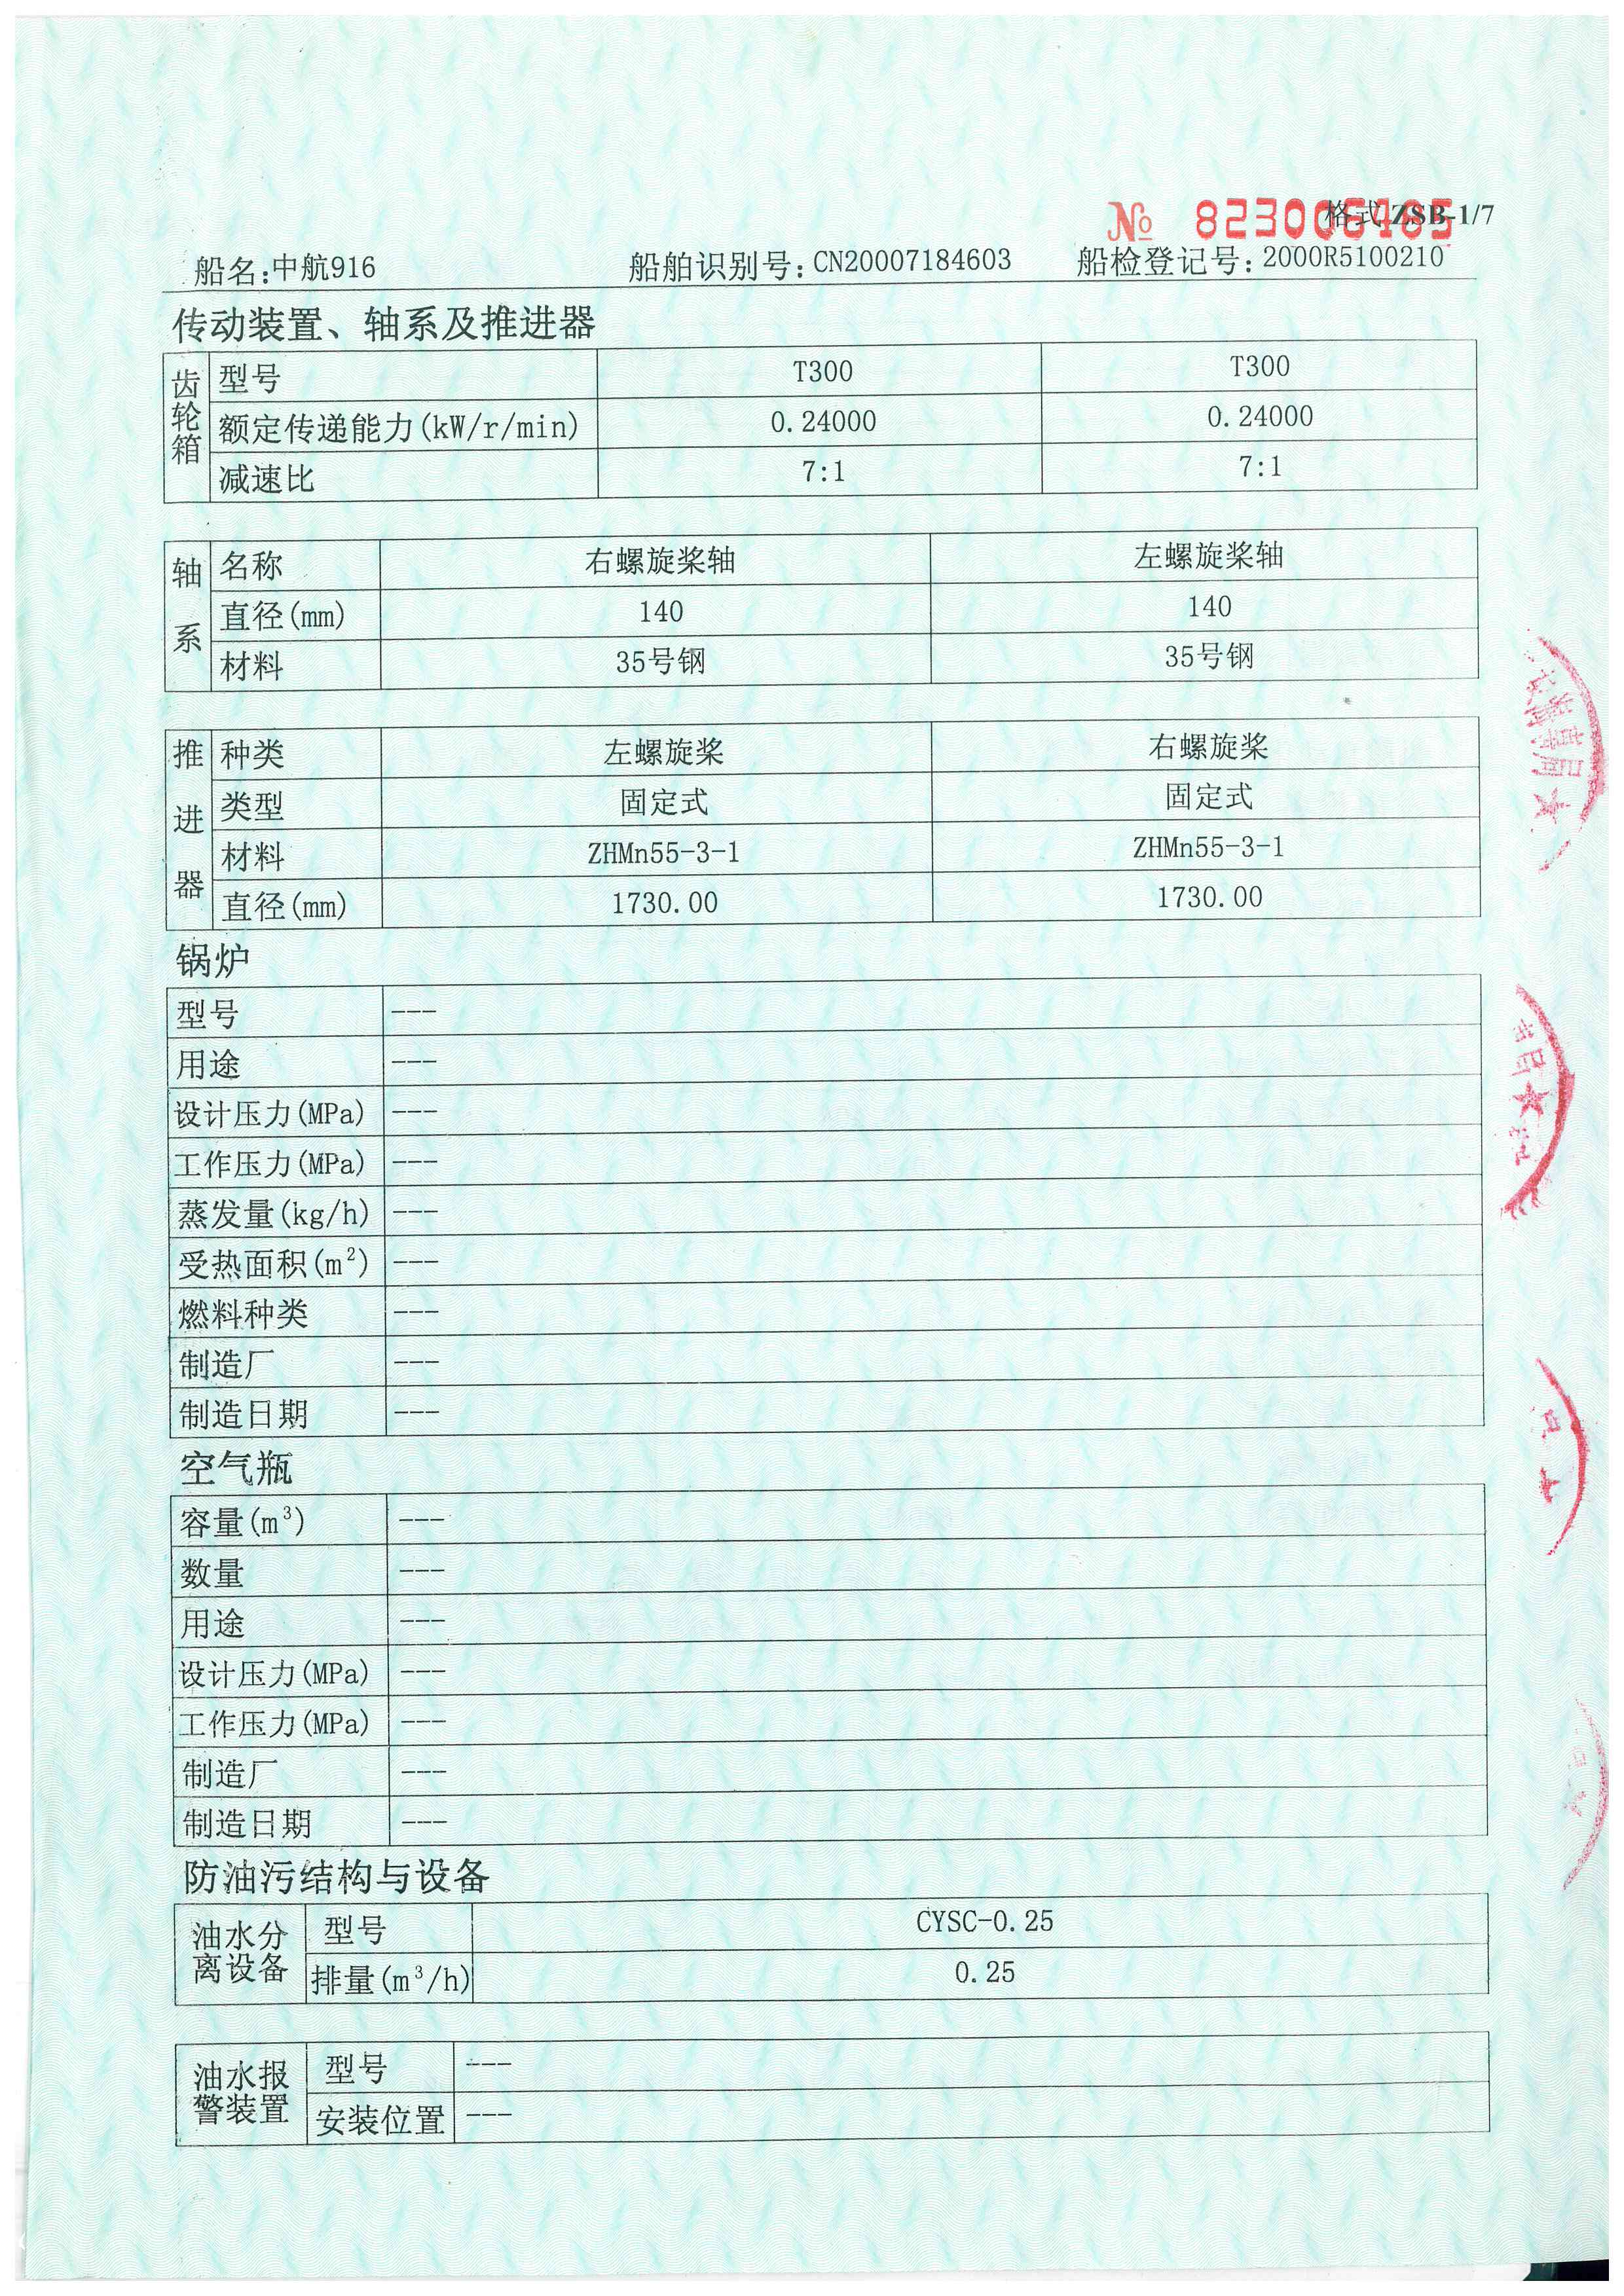 № 823006485
格式 ZSB-1/7
船名:中航916 船舶识别号:CN20007184603 船检登记号:2000R5100210
传动装置、轴系及推进器
齿轮箱
型号 T300 T300
额定传递能力(kW/r/min) 0.24000 0.24000
减速比 7:1 7:1
轴系
名称 右螺旋桨轴 左螺旋桨轴
直径(mm) 140 140
材料 35号钢 35号钢
推进器
种类 左螺旋桨 右螺旋桨
类型 固定式 固定式
材料 ZHMn55-3-1 ZHMn55-3-1
直径(mm) 1730.00 1730.00
锅炉
型号 ---
用途 ---
设计压力(MPa) ---
工作压力(MPa) ---
蒸发量(kg/h) ---
受热面积(m²) ---
燃料种类 ---
制造厂 ---
制造日期 ---
空气瓶
容量(m³) ---
数量 ---
用途 ---
设计压力(MPa) ---
工作压力(MPa) ---
制造厂 ---
制造日期 ---
防油污结构与设备
油水分离设备
型号 CYSC-0.25
排量(m³/h) 0.25
油水报警装置
型号 ---
安装位置 ---